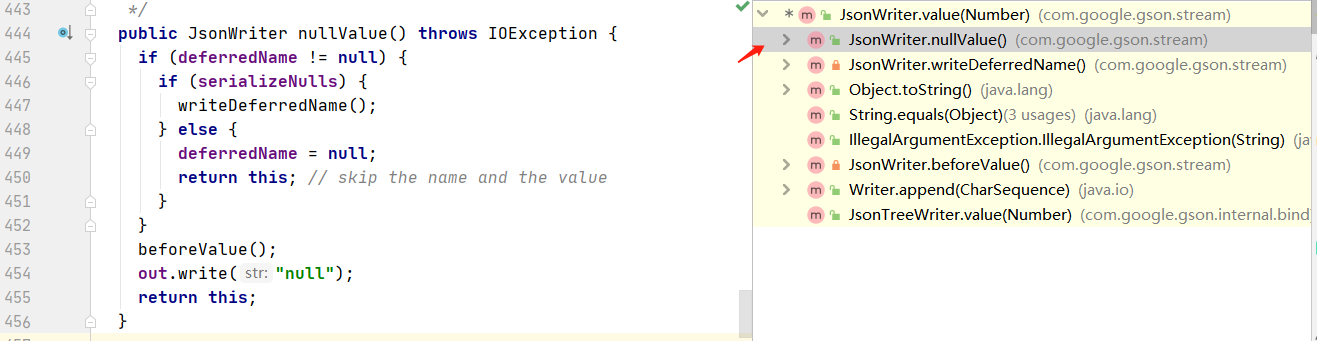 443 */
444 public JsonWriter nullValue() throws IOException {
445 if (deferredName != null) {
446 if (serializeNulls) {
447 writeDeferredName();
448 } else {
449 deferredName = null;
450 return this; // skip the name and the value
451 }
452 }
453 beforeValue();
454 out.write( str: "null");
455 return this;
456 }
* m JsonWriter.value(Number) (com.google.gson.stream)
m JsonWriter.nullValue() (com.google.gson.stream)
m JsonWriter.writeDeferredName() (com.google.gson.stream)
m Object.toString() (java.lang)
m String.equals(Object)(3 usages) (java.lang)
m IllegalArgumentException.IllegalArgumentException(String) (ja
m JsonWriter.beforeValue() (com.google.gson.stream)
m Writer.append(CharSequence) (java.io)
m JsonTreeWriter.value(Number) (com.google.gson.internal.bind)